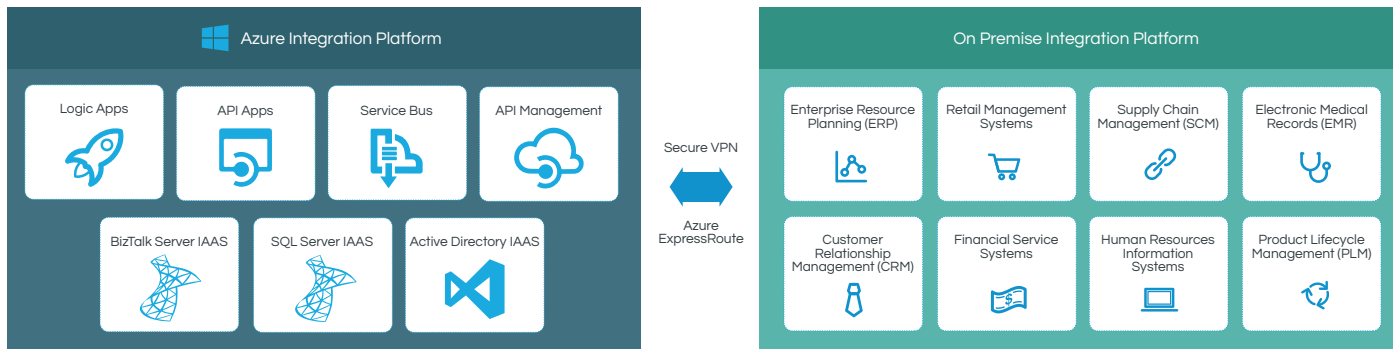 Azure Integration Platform
Logic Apps
API Apps
Service Bus
API Management
BizTalk Server IAAS
SQL Server IAAS
Active Directory IAAS
Secure VPN
Azure
ExpressRoute
On Premise Integration Platform
Enterprise Resource
Planning (ERP)
Retail Management
Systems
Supply Chain
Management (SCM)
Electronic Medical
Records (EMR)
Customer
Relationship
Management (CRM)
Financial Service
Systems
$
Human Resources
Information
Systems
Product Lifecycle
Management (PLM)